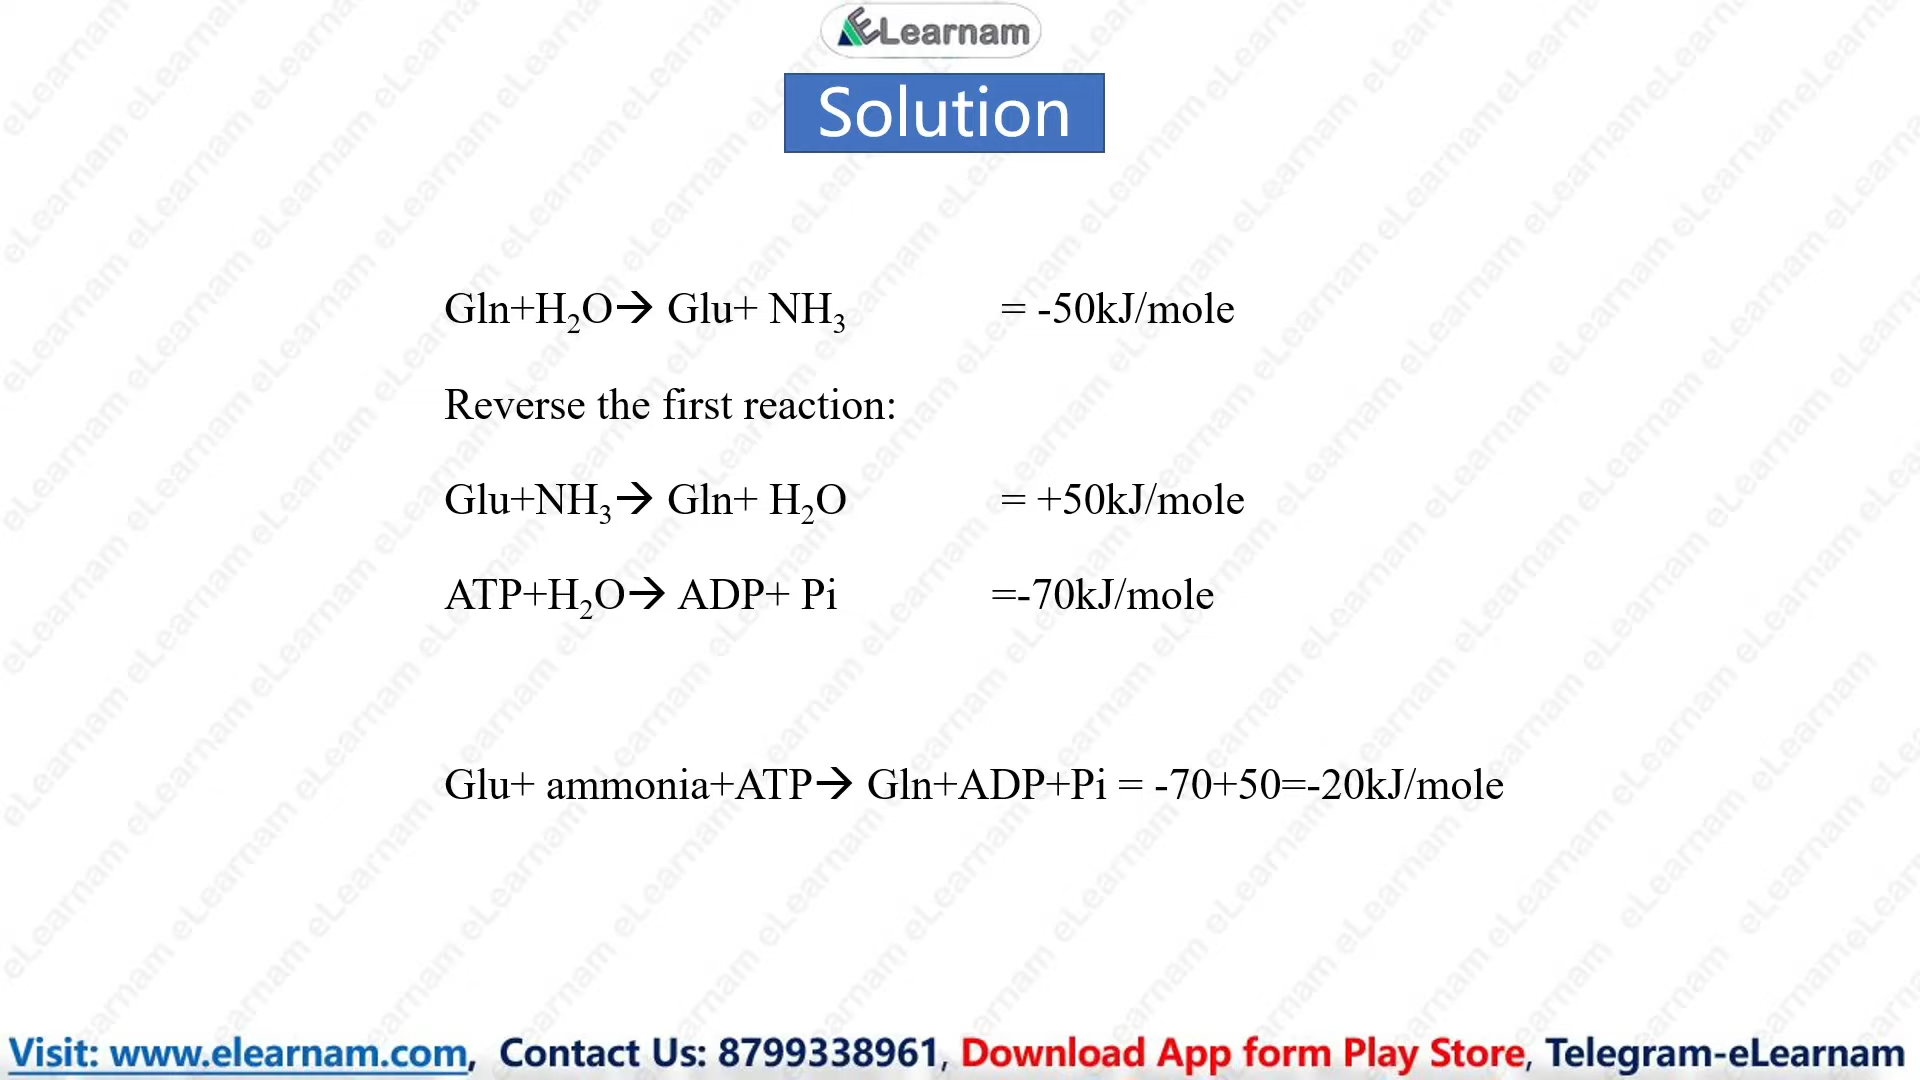 ELearnam
Solution
Gln+H₂O→ Glu+ NH₃ = -50kJ/mole
Reverse the first reaction:
Glu+NH₃→ Gln+ H₂O = +50kJ/mole
ATP+H₂O→ ADP+ Pi =-70kJ/mole
Glu+ ammonia+ATP→ Gln+ADP+Pi = -70+50=-20kJ/mole
Visit: www.elearnam.com, Contact Us: 8799338961, Download App form Play Store, Telegram-eLearnam